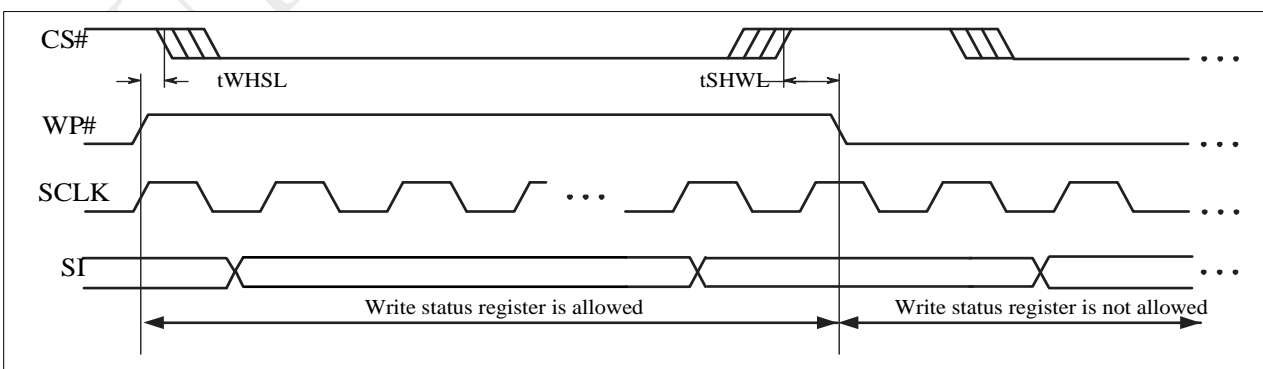 CS#
tWHSL
tSHWL
WP#
SCLK
SI
Write status register is allowed
Write status register is not allowed